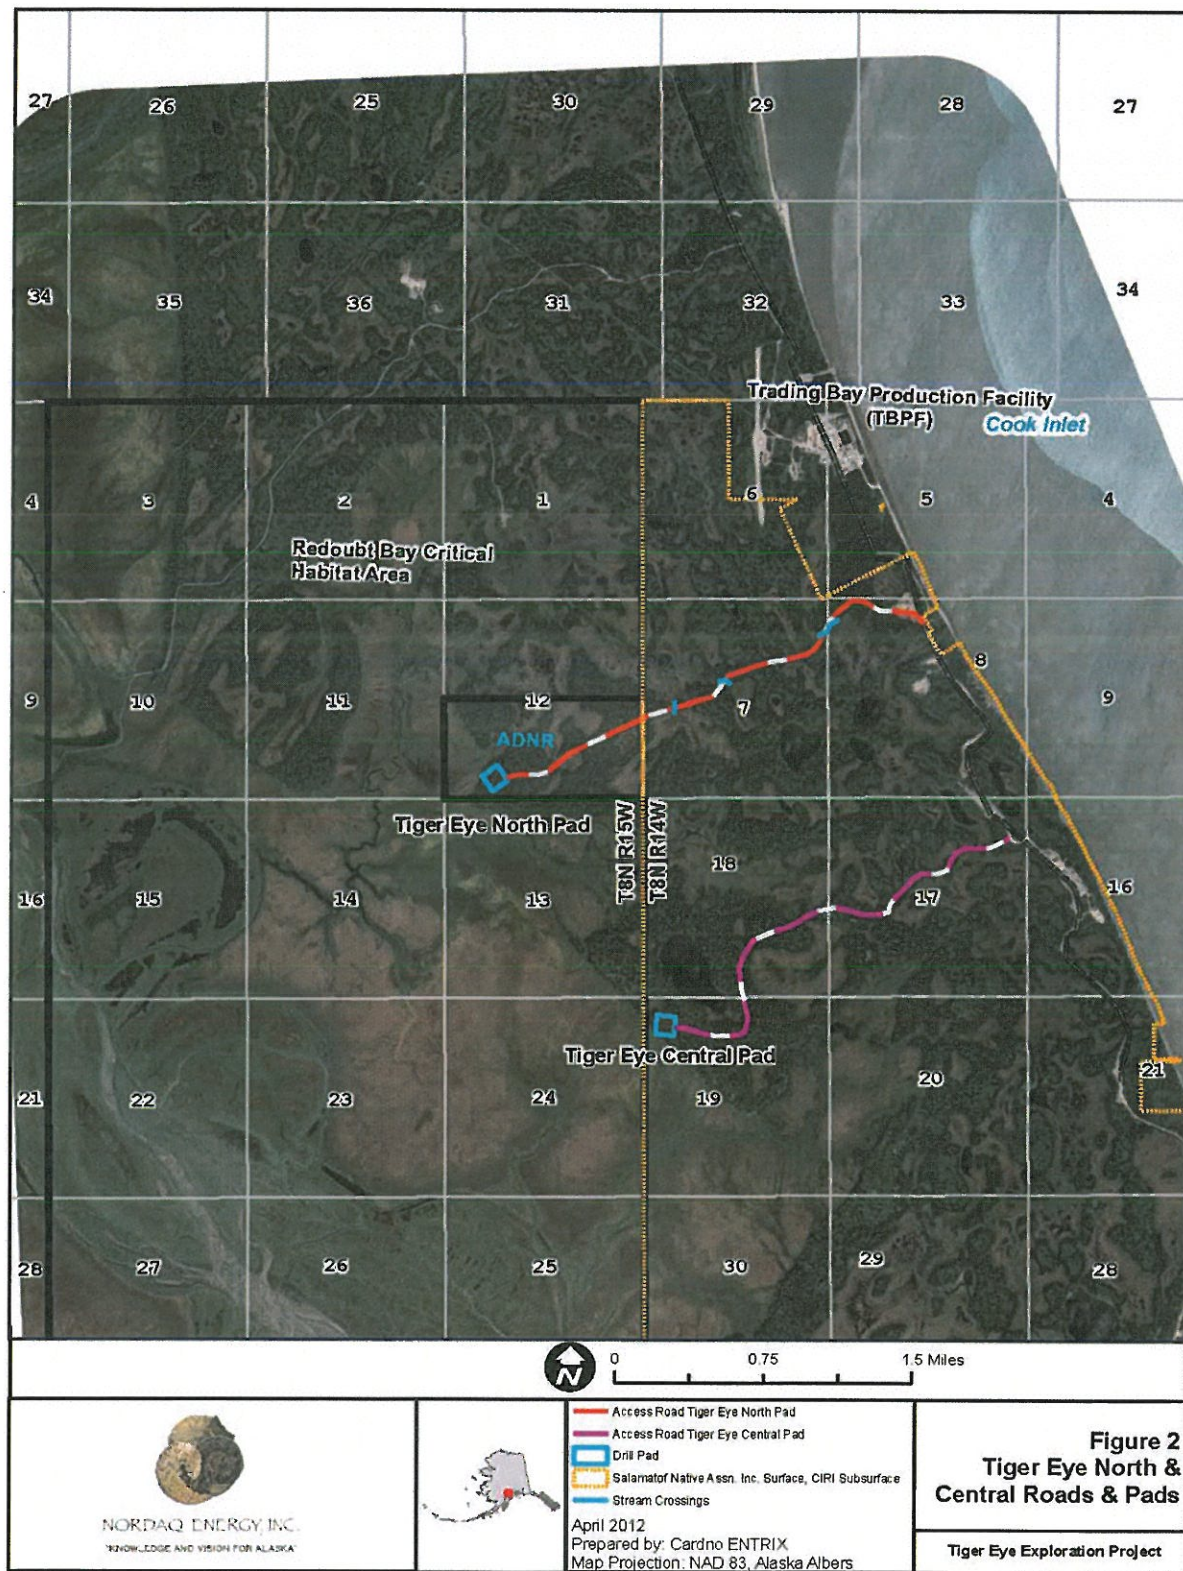 27 26 25 30 29 28 27
34 35 36 31 32 33 34
Trading Bay Production Facility
(TBPF)
Cook Inlet
4 3 2 1 6 5 4
Redoubt Bay Critical
Habitat Area
9 10 11 12 7 8 9
ADNR
Tiger Eye North Pad
T8N R15W
T8N R14W
16 15 14 13 18 17 16
Tiger Eye Central Pad
21 22 23 24 19 20 21
28 27 26 25 30 29 28
N
0 0.75 1.5 Miles
NORDAQ ENERGY, INC.
"KNOWLEDGE AND VISION FOR ALASKA"
Access Road Tiger Eye North Pad
Access Road Tiger Eye Central Pad
Drill Pad
Salamatof Native Assn. Inc. Surface, CIRI Subsurface
Stream Crossings
April 2012
Prepared by: Cardno ENTRIX
Map Projection: NAD 83, Alaska Albers
Figure 2
Tiger Eye North &
Central Roads & Pads
Tiger Eye Exploration Project